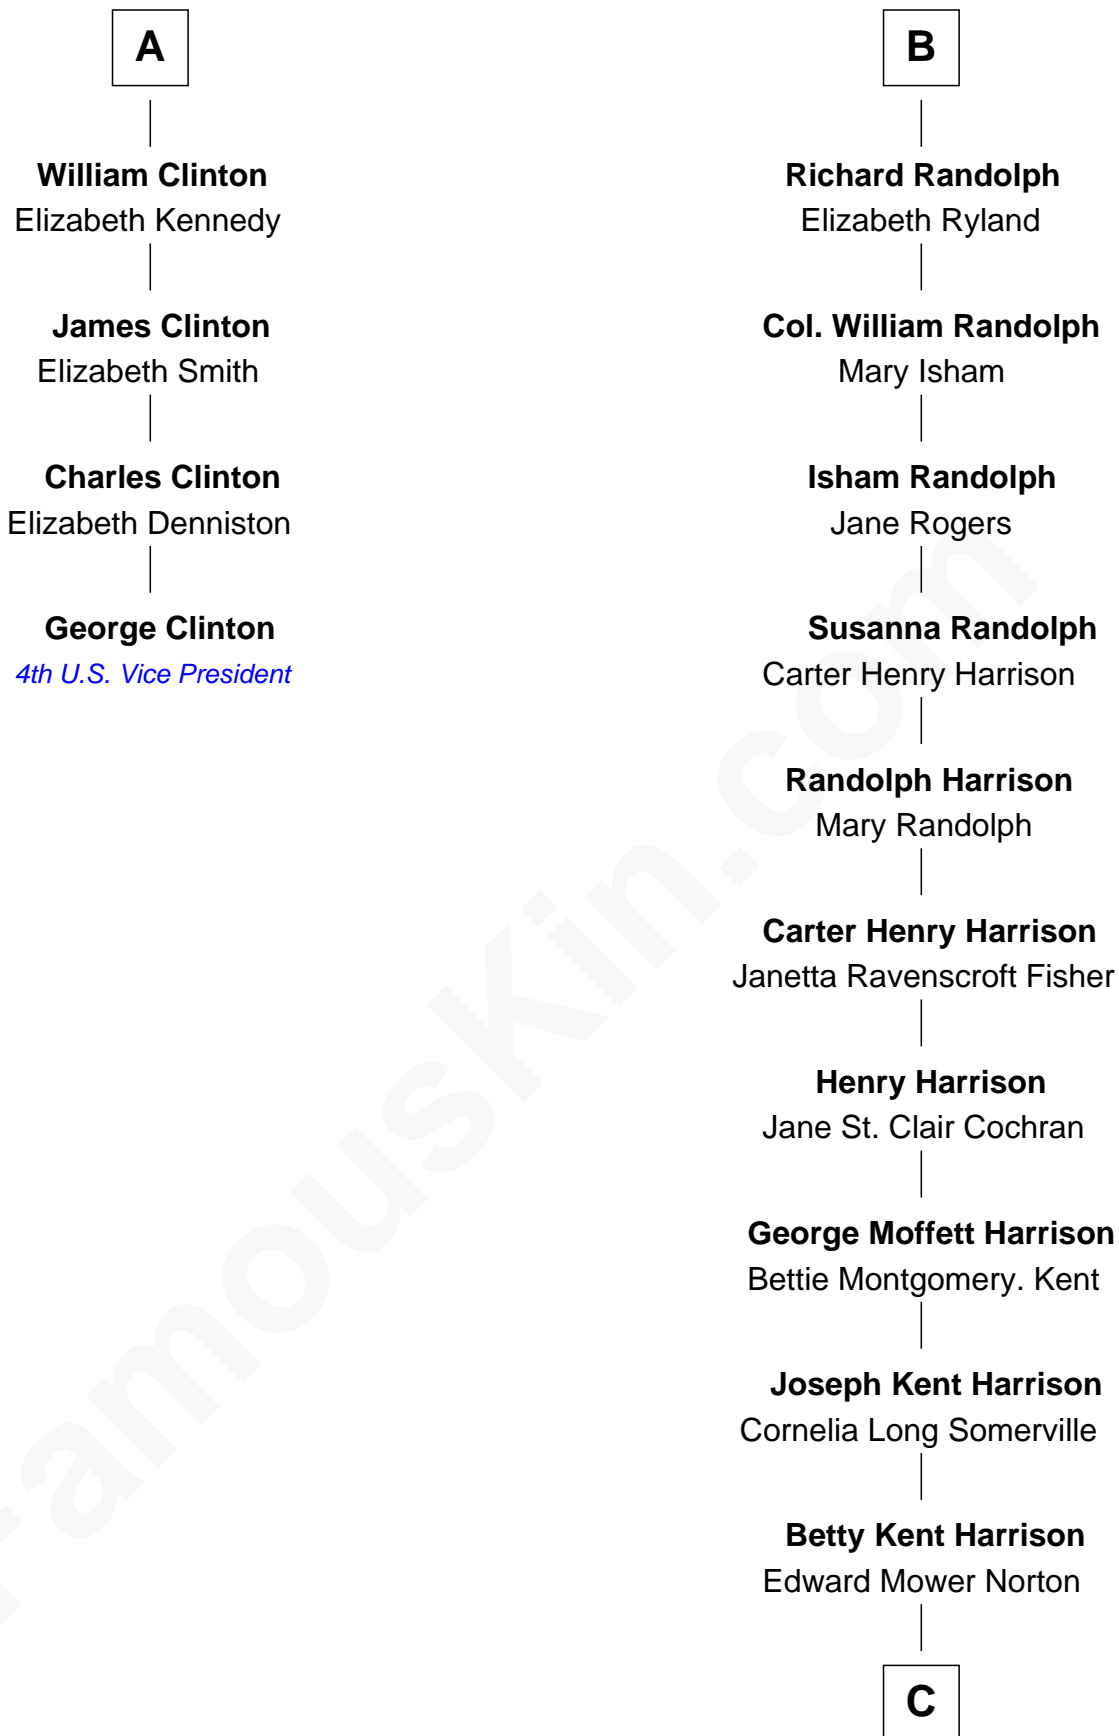 A
William Clinton
Elizabeth Kennedy
James Clinton
Elizabeth Smith
Charles Clinton
Elizabeth Denniston
George Clinton
4th U.S. Vice President
B
Richard Randolph
Elizabeth Ryland
Col. William Randolph
Mary Isham
Isham Randolph
Jane Rogers
Susanna Randolph
Carter Henry Harrison
Randolph Harrison
Mary Randolph
Carter Henry Harrison
Janetta Ravenscroft Fisher
Henry Harrison
Jane St. Clair Cochran
George Moffett Harrison
Bettie Montgomery. Kent
Joseph Kent Harrison
Cornelia Long Somerville
Betty Kent Harrison
Edward Mower Norton
C
FamousKin.com